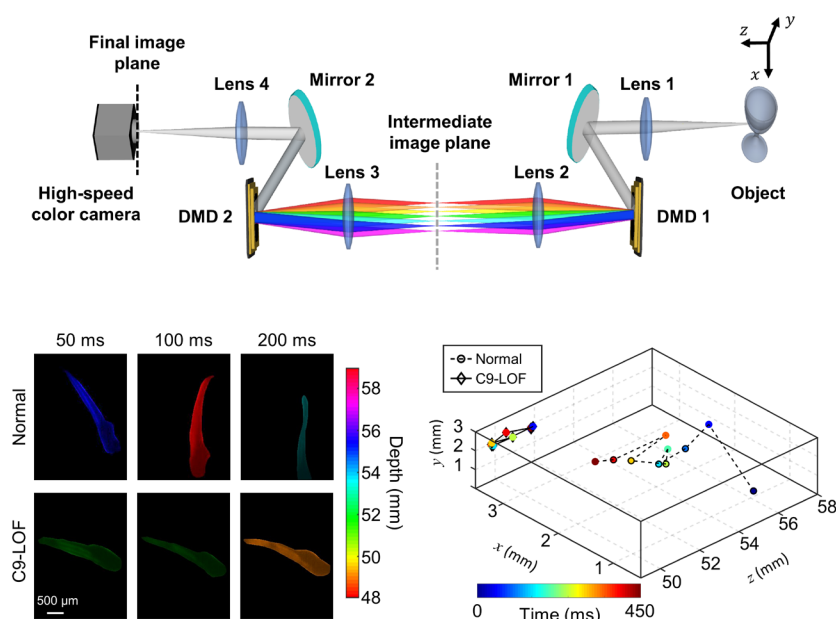 Final image
plane
Lens 4
Mirror 2
Mirror 1
Lens 1
z
y
x
Intermediate
image plane
Lens 3
Lens 2
High-speed
color camera
DMD 2
DMD 1
Object
50 ms
100 ms
200 ms
Normal
C9-LOF
500 µm
58
56
54
52
50
48
Depth (mm)
Normal
C9-LOF
3
2
1
y (mm)
3
2
1
x (mm)
50
52
54
56
58
z (mm)
0
Time (ms)
450